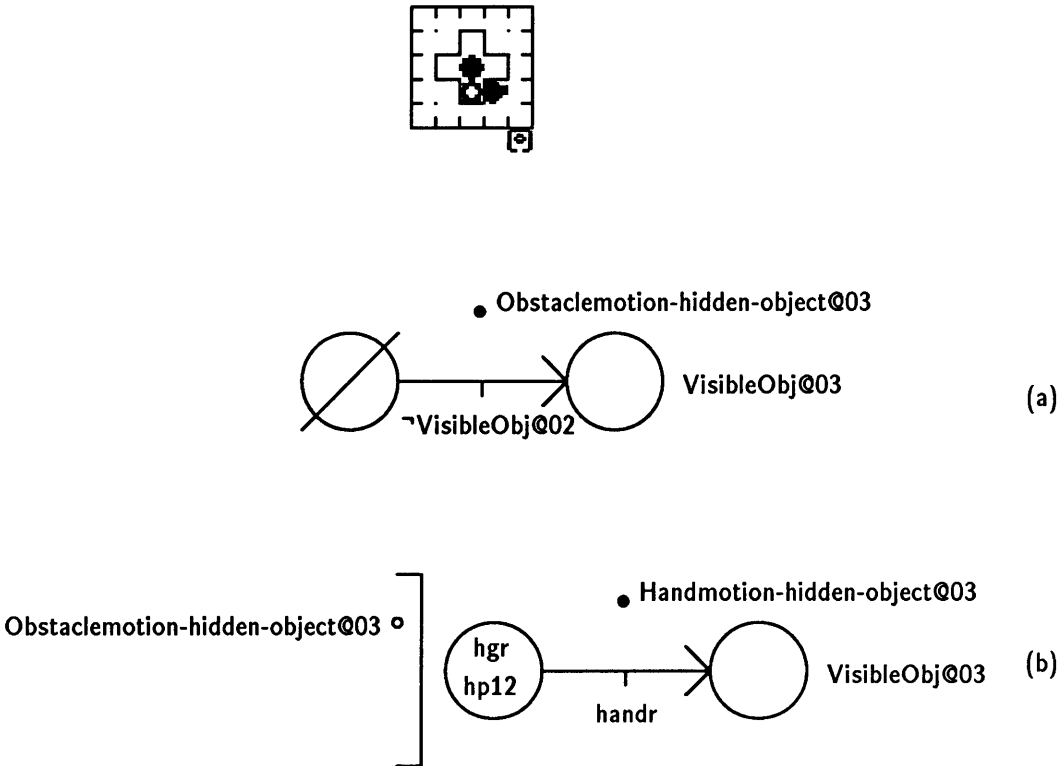 Obstaclemotion-hidden-object@03
VisibleObj@03
(a)
¬VisibleObj@02
Handmotion-hidden-object@03
Obstaclemotion-hidden-object@03
hgr
hp12
VisibleObj@03
(b)
handr